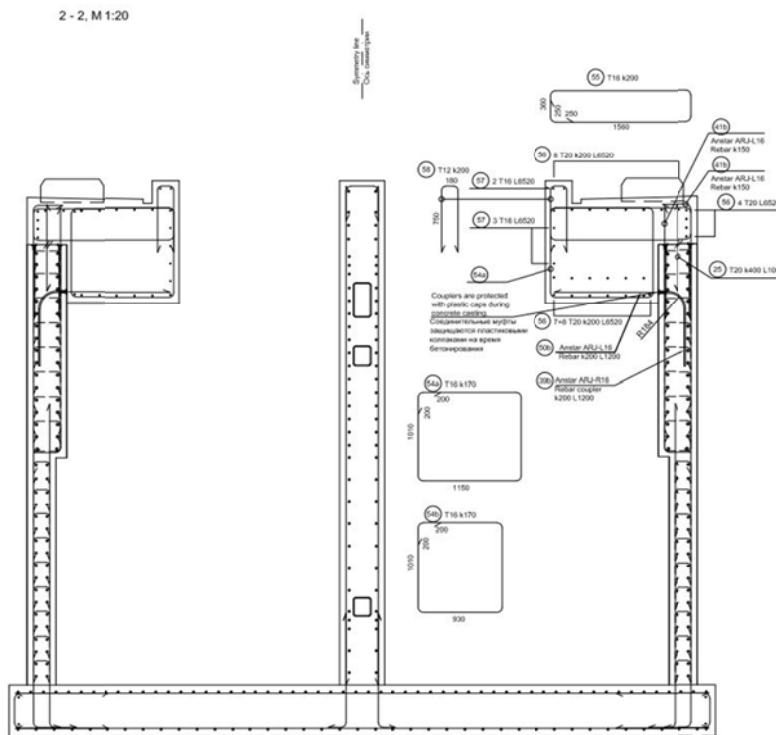 2 - 2, M 1:20
Symmetry line
Ось симметрии
55 T16 k200
360
250
250
1560
41b
Anstar ARJ-L16
Rebar k150
41b
Anstar ARJ-L16
Rebar k150
56 6 T20 k200 L6520
58 T12 k200
180
750
57 2 T16 L6520
57 3 T16 L6520
54a
56 4 T20 L652
25 T20 k400 L10
Couplers are protected
with plastic caps during
concrete casting
Соединительные муфты
защищаются пластиковыми
колпаками на время
бетонирования
56 7+6 T20 k200 L6520
R184
50b Anstar ARJ-L16
Rebar k200 L1200
39b Anstar ARJ-R16
Rebar coupler
k200 L1200
54a T16 k170
200
200
1010
1150
54b T16 k170
200
200
1010
930